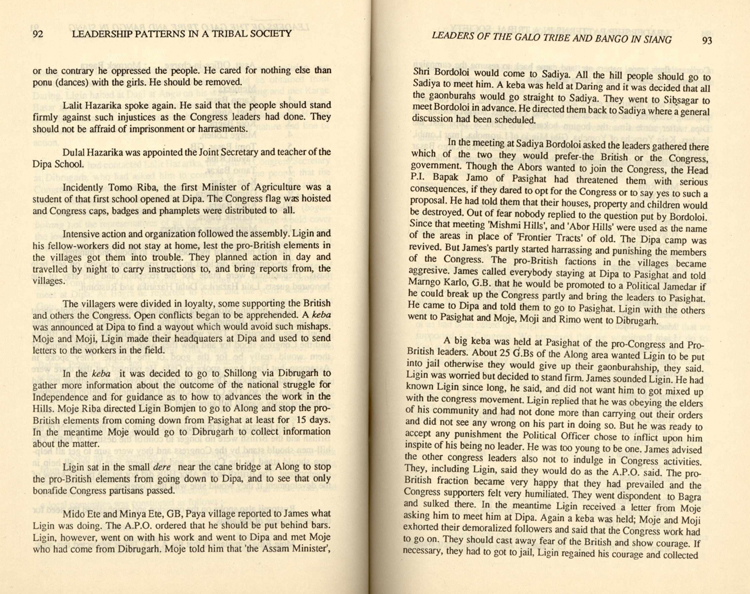 92 LEADERSHIP PATTERNS IN A TRIBAL SOCIETY
or the contrary he oppressed the people. He cared for nothing else than
ponu (dances) with the girls. He should be removed.
Lalit Hazarika spoke again. He said that the people should stand
firmly against such injustices as the Congress leaders had done. They
should not be affraid of imprisonment or harrasments.
Dulal Hazarika was appointed the Joint Secretary and teacher of the
Dipa School.
Incidently Tomo Riba, the first Minister of Agriculture was a
student of that first school opened at Dipa. The Congress flag was hoisted
and Congress caps, badges and phamplets were distributed to all.
Intensive action and organization followed the assembly. Ligin and
his fellow-workers did not stay at home, lest the pro-British elements in
the villages got them into trouble. They planned action in day and
travelled by night to carry instructions to, and bring reports from, the
villages.
The villagers were divided in loyalty, some supporting the British
and others the Congress. Open conflicts began to be apprehended. A keba
was announced at Dipa to find a wayout which would avoid such mishaps.
Moje and Moji, Ligin made their headquaters at Dipa and used to send
letters to the workers in the field.
In the keba it was decided to go to Shillong via Dibrugarh to
gather more information about the outcome of the national struggle for
Independence and for guidance as to how to advances the work in the
Hills. Moje Riba directed Ligin Bomjen to go to Along and stop the pro-
British elements from coming down from Pasighat at least for 15 days.
In the meantime Moje would go to Dibrugarh to collect information
about the matter.
Ligin sat in the small dere near the cane bridge at Along to stop
the pro-British elements from going down to Dipa, and to see that only
bonafide Congress partisans passed.
Mido Ete and Minya Ete, GB, Paya village reported to James what
Ligin was doing. The A.P.O. ordered that he should be put behind bars.
Ligin, however, went on with his work and went to Dipa and met Moje
who had come from Dibrugarh. Moje told him that 'the Assam Minister',
LEADERS OF THE GALO TRIBE AND BANGO IN SIANG 93
Shri Bordoloi would come to Sadiya. All the hill people should go to
Sadiya to meet him. A keba was held at Daring and it was decided that all
the gaonburahs would go straight to Sadiya. They went to Sibsagar to
meet Bordoloi in advance. He directed them back to Sadiya where a general
discussion had been scheduled.
In the meeting at Sadiya Bordoloi asked the leaders gathered there
which of the two they would prefer-the British or the Congress,
government. Though the Abors wanted to join the Congress, the Head
P.I. Bapak Jamo of Pasighat had threatened them with serious
consequences, if they dared to opt for the Congress or to say yes to such a
proposal. He had told them that their houses, property and children would
be destroyed. Out of fear nobody replied to the question put by Bordoloi.
Since that meeting 'Mishmi Hills', and 'Abor Hills' were used as the name
of the areas in place of 'Frontier Tracts' of old. The Dipa camp was
revived. But James's partly started harrassing and punishing the members
of the Congress. The pro-British factions in the villages became
aggresive. James called everybody staying at Dipa to Pasighat and told
Marngo Karlo, G.B. that he would be promoted to a Political Jamedar if
he could break up the Congress partly and bring the leaders to Pasighat.
He came to Dipa and told them to go to Pasighat. Ligin with the others
went to Pasighat and Moje, Moji and Rimo went to Dibrugarh.
A big keba was held at Pasighat of the pro-Congress and Pro-
British leaders. About 25 G.Bs of the Along area wanted Ligin to be put
into jail otherwise they would give up their gaonburahship, they said.
Ligin was worried but decided to stand firm. James sounded Ligin. He had
known Ligin since long, he said, and did not want him to got mixed up
with the congress movement. Ligin replied that he was obeying the elders
of his community and had not done more than carrying out their orders
and did not see any wrong on his part in doing so. But he was ready to
accept any punishment the Political Officer chose to inflict upon him
inspite of his being no leader. He was too young to be one. James advised
the other congress leaders also not to indulge in Congress activities.
They, including Ligin, said they would do as the A.P.O. said. The pro-
British fraction became very happy that they had prevailed and the
Congress supporters felt very humiliated. They went dispondent to Bagra
and sulked there. In the meantime Ligin received a letter from Moje
asking him to meet him at Dipa. Again a keba was held; Moje and Moji
exhorted their demoralized followers and said that the Congress work had
to go on. They should cast away fear of the British and show courage. If
necessary, they had to got to jail, Ligin regained his courage and collected